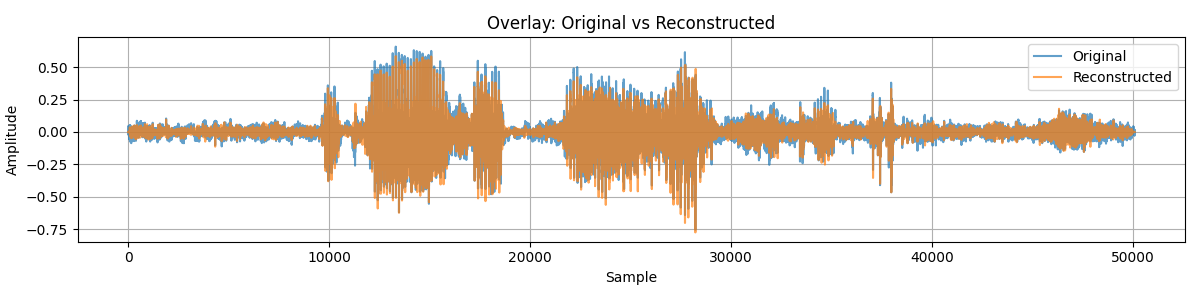 Overlay: Original vs Reconstructed
Original
Reconstructed
Amplitude
0.50
0.25
0.00
−0.25
−0.50
−0.75
0 10000 20000 30000 40000 50000
Sample